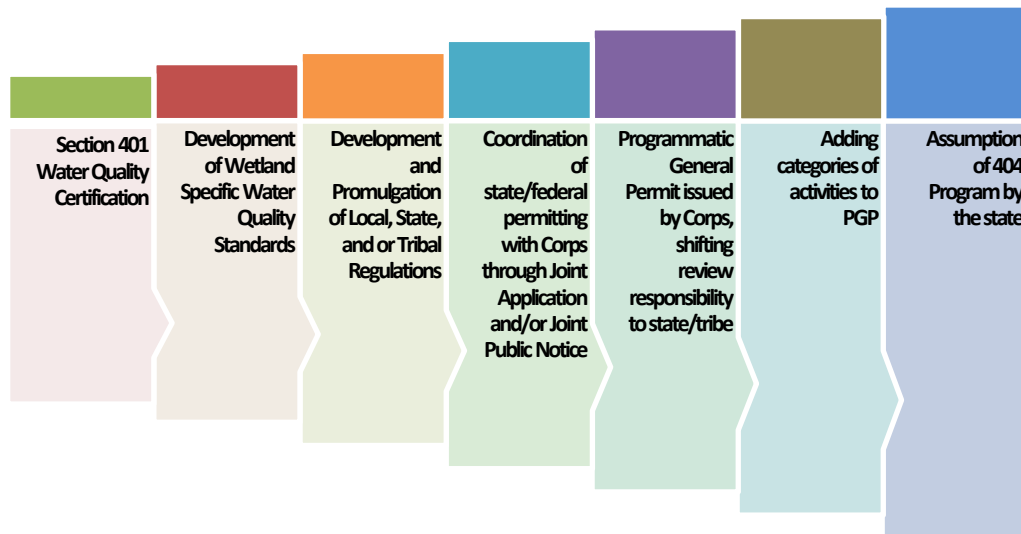 Section 401
Water Quality
Certification
Development
of Wetland
Specific Water
Quality
Standards
Development
and
Promulgation
of Local, State,
and or Tribal
Regulations
Coordination
of
state/federal
permitting
with Corps
through Joint
Application
and/or Joint
Public Notice
Programmatic
General
Permit issued
by Corps,
shifting
review
responsibility
to state/tribe
Adding
categories of
activities to
PGP
Assumption
of 404
Program by
the state